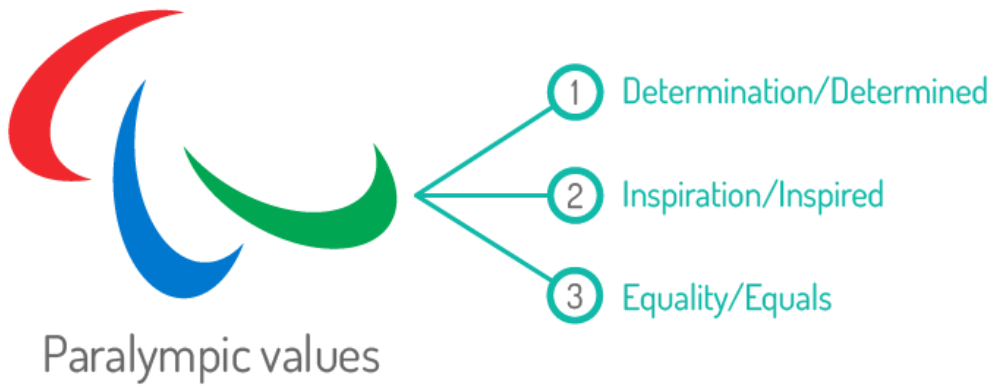 1 Determination/Determined
2 Inspiration/Inspired
3 Equality/Equals
Paralympic values